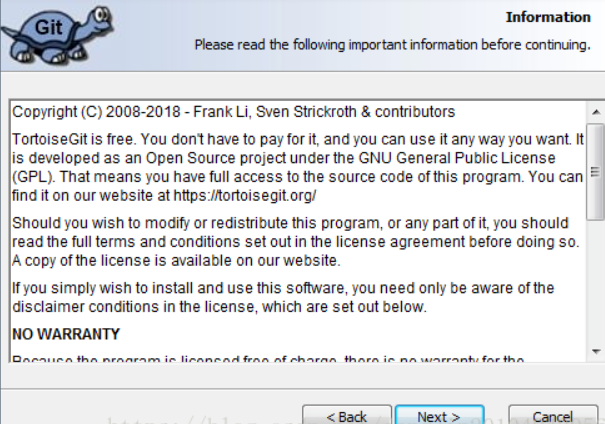 Git
Information
Please read the following important information before continuing.
Copyright (C) 2008-2018 - Frank Li, Sven Strickroth & contributors
TortoiseGit is free. You don't have to pay for it, and you can use it any way you want. It
is developed as an Open Source project under the GNU General Public License
(GPL). That means you have full access to the source code of this program. You can
find it on our website at https://tortoisegit.org/
Should you wish to modify or redistribute this program, or any part of it, you should
read the full terms and conditions set out in the license agreement before doing so.
A copy of the license is available on our website.
If you simply wish to install and use this software, you need only be aware of the
disclaimer conditions in the license, which are set out below.
NO WARRANTY
Because the program is licensed free of charge, there is no warranty for the
< Back
Next >
Cancel